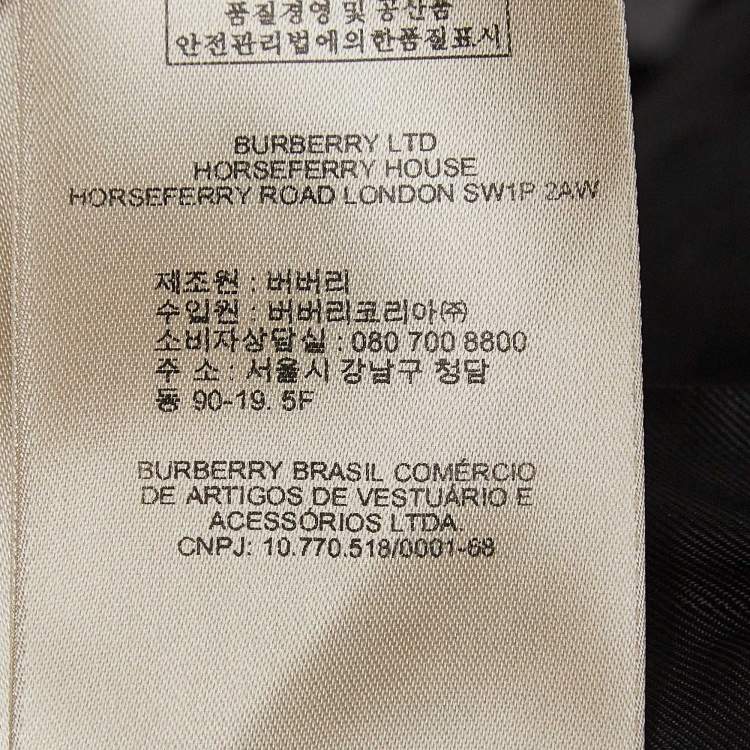 품질경영 및 공산품
안전관리법에의한품질표시
BURBERRY LTD
HORSEFERRY HOUSE
HORSEFERRY ROAD LONDON SW1P 2AW
제조원 : 버버리
수입원 : 버버리코리아㈜
소비자상담실 : 080 700 8800
주 소 : 서울시 강남구 청담
동 90-19. 5F
BURBERRY BRASIL COMÉRCIO
DE ARTIGOS DE VESTUÁRIO E
ACESSÓRIOS LTDA.
CNPJ: 10.770.518/0001-68